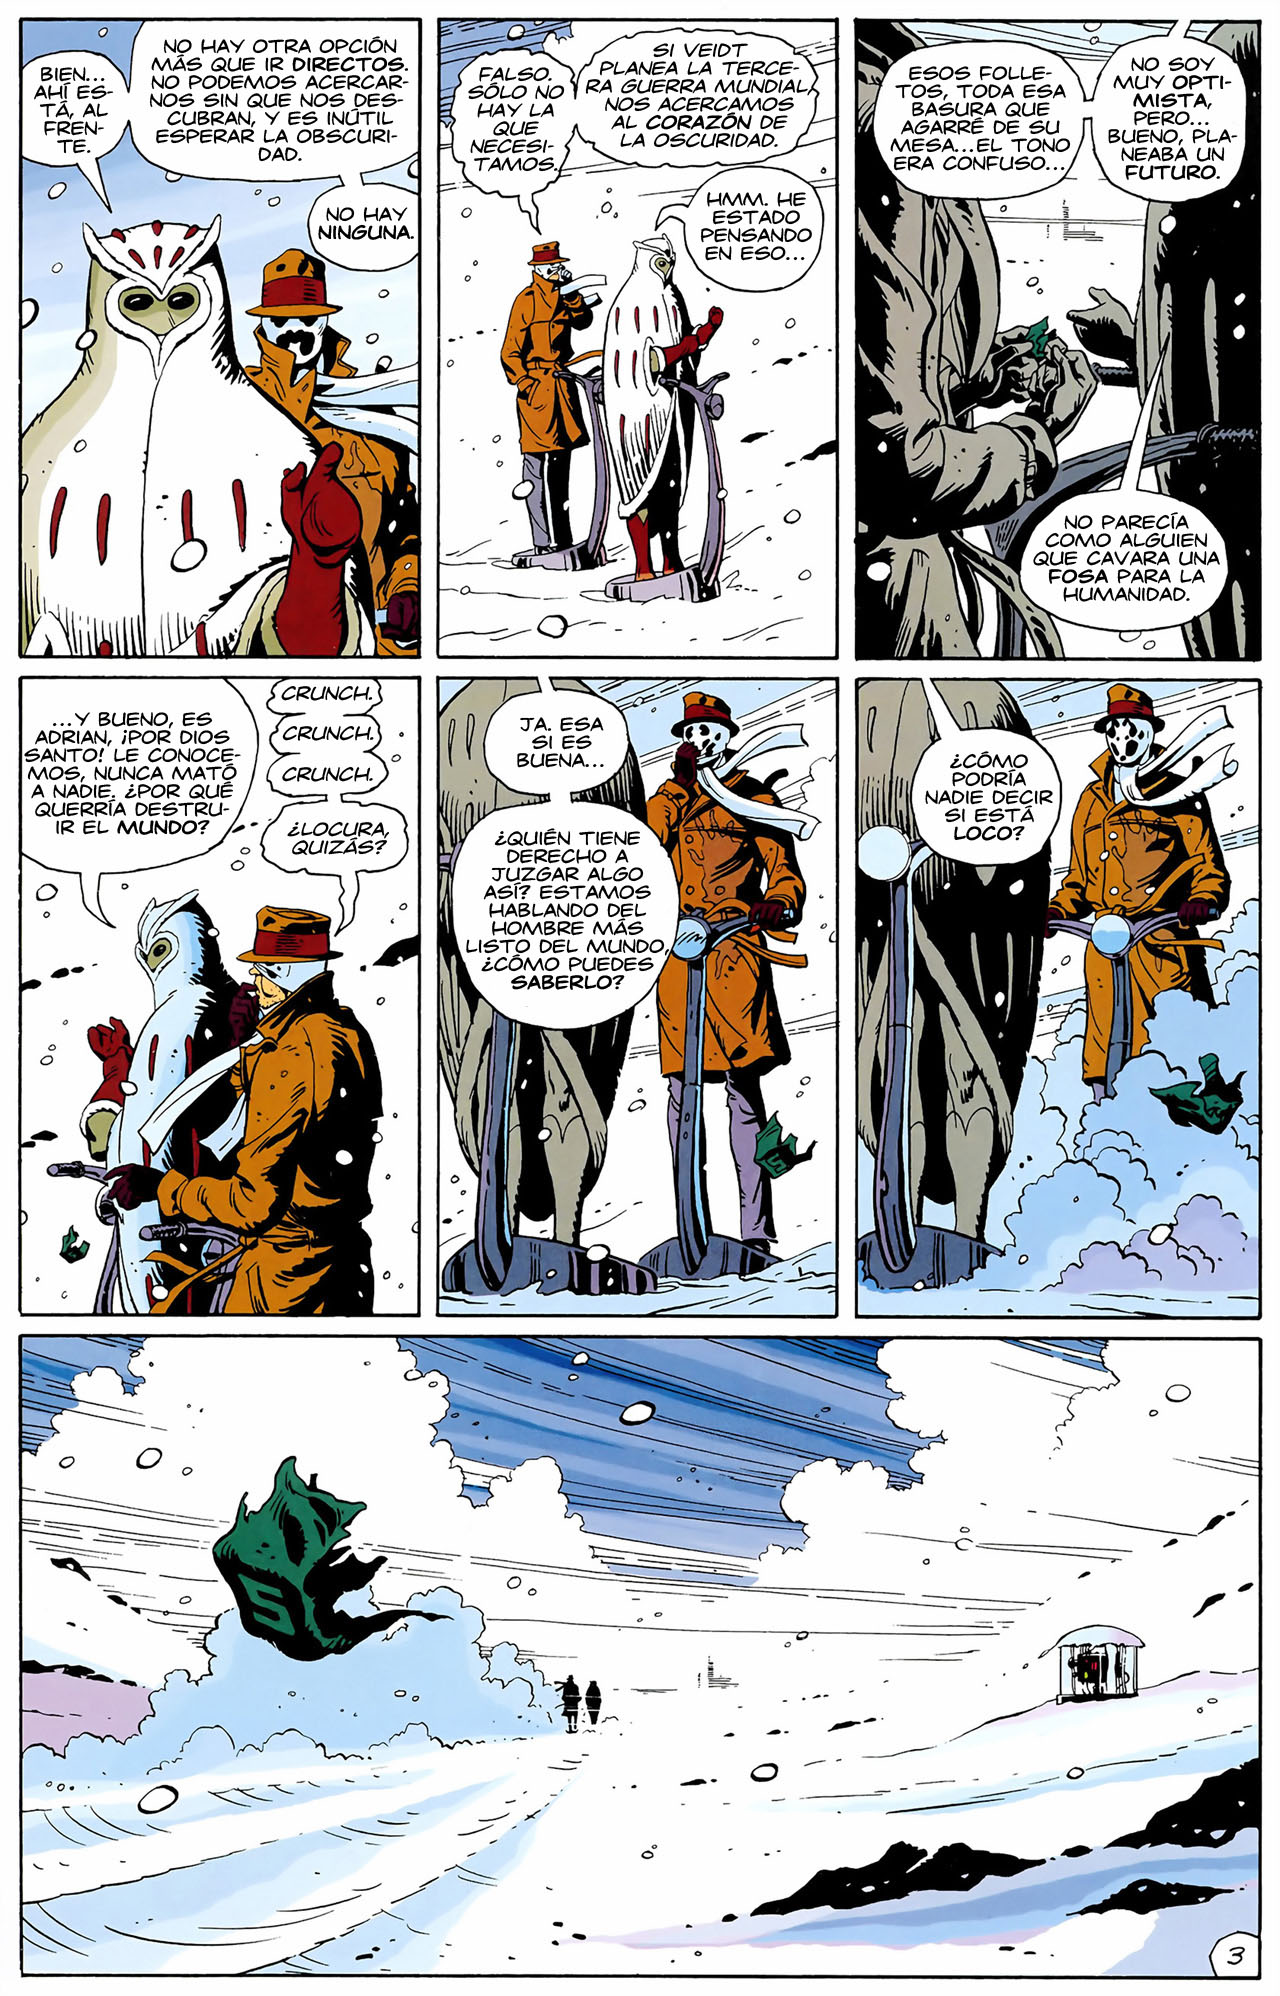 BIEN...
AHÍ ES-
TÁ, AL
FREN-
TE.
NO HAY OTRA OPCIÓN
MÁS QUE IR DIRECTOS.
NO PODEMOS ACERCAR-
NOS SIN QUE NOS DES-
CUBRAN, Y ES INÚTIL
ESPERAR LA OBSCURI-
DAD.
NO HAY
NINGUNA.
FALSO.
SÓLO NO
HAY LA
QUE
NECESI-
TAMOS.
SI VEIDT
PLANEA LA TERCE-
RA GUERRA MUNDIAL,
NOS ACERCAMOS
AL CORAZÓN DE
LA OSCURIDAD.
HMM. HE
ESTADO
PENSANDO
EN ESO...
ESOS FOLLE-
TOS, TODA ESA
BASURA QUE
AGARRÉ DE SU
MESA...EL TONO
ERA CONFUSO...
NO SOY
MUY OPTI-
MISTA,
PERO...
BUENO, PLA-
NEABA UN
FUTURO.
NO PARECÍA
COMO ALGUIEN
QUE CAVARA UNA
FOSA PARA LA
HUMANIDAD.
...Y BUENO, ES
ADRIAN, ¡POR DIOS
SANTO! LE CONOCE-
MOS, NUNCA MATÓ
A NADIE. ¿POR QUÉ
QUERRÍA DESTRU-
IR EL MUNDO?
CRUNCH.
CRUNCH.
CRUNCH.
¿LOCURA,
QUIZÁS?
JA. ESA
SI ES
BUENA...
¿QUIÉN TIENE
DERECHO A
JUZGAR ALGO
ASÍ? ESTAMOS
HABLANDO DEL
HOMBRE MÁS
LISTO DEL MUNDO,
¿CÓMO PUEDES
SABERLO?
¿CÓMO
PODRÍA
NADIE DECIR
SI ESTÁ
LOCO?
S
S
3